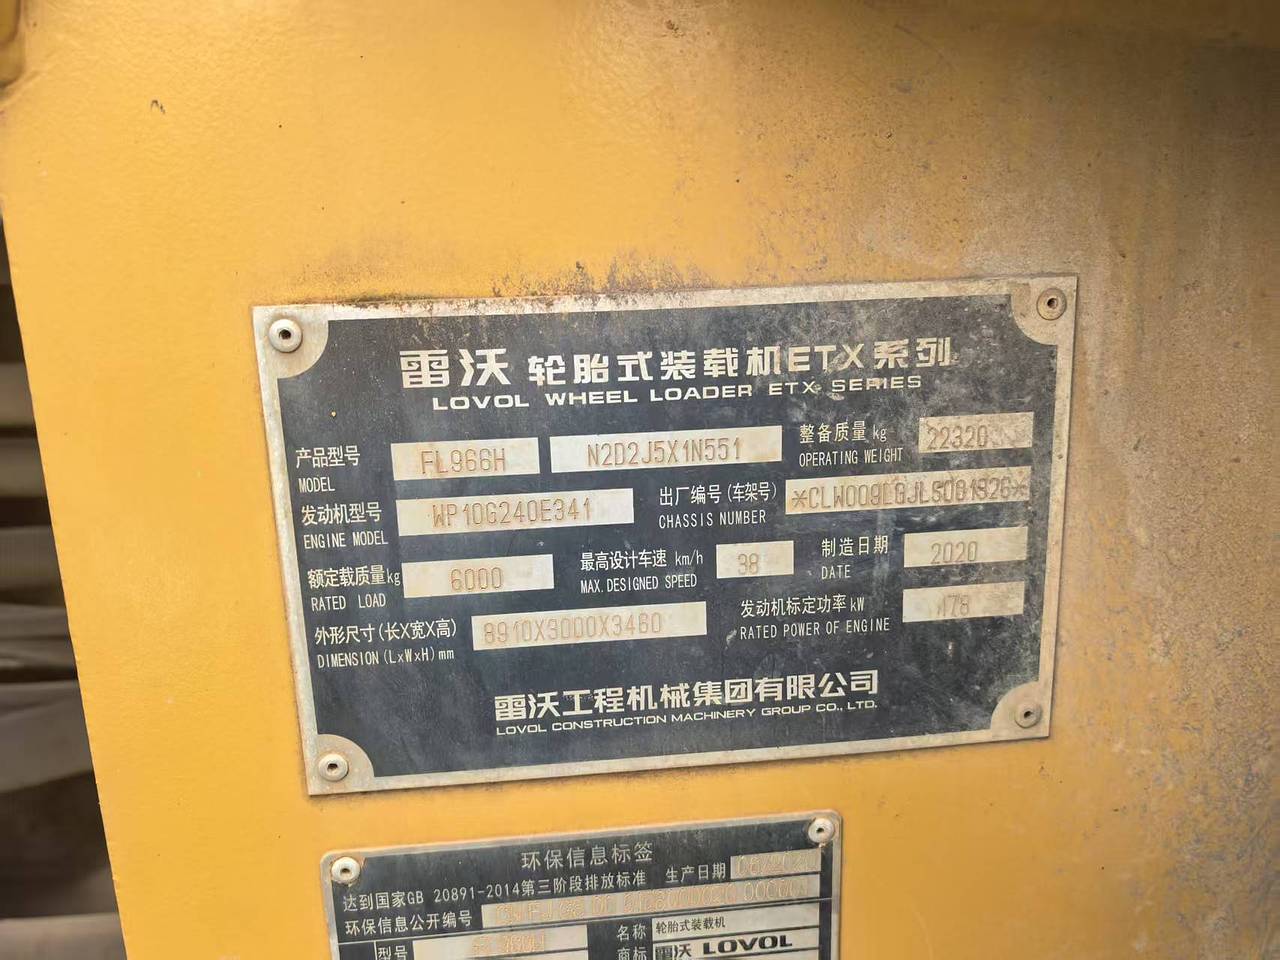 雷沃 轮胎式装载机ETX系列
LOVOL WHEEL LOADER ETX SERIES
产品型号 MODEL FL966H N2D2J5X1N551
整备质量 kg OPERATING WEIGHT 22320
发动机型号 ENGINE MODEL WP10G240E341
出厂编号(车架号) CHASSIS NUMBER
额定载质量kg RATED LOAD 6000
最高设计车速 km/h MAX. DESIGNED SPEED 38
制造日期 DATE 2020
外形尺寸(长X宽X高) DIMENSION(LxWxH)mm 8910X3000X3460
发动机标定功率 kW RATED POWER OF ENGINE 178
雷沃工程机械集团有限公司
LOVOL CONSTRUCTION MACHINERY GROUP CO., LTD.
环保信息标签
达到国家GB 20891-2014第三阶段排放标准 生产日期
环保信息公开编号
型号 名称 轮胎式装载机
商标 雷沃 LOVOL